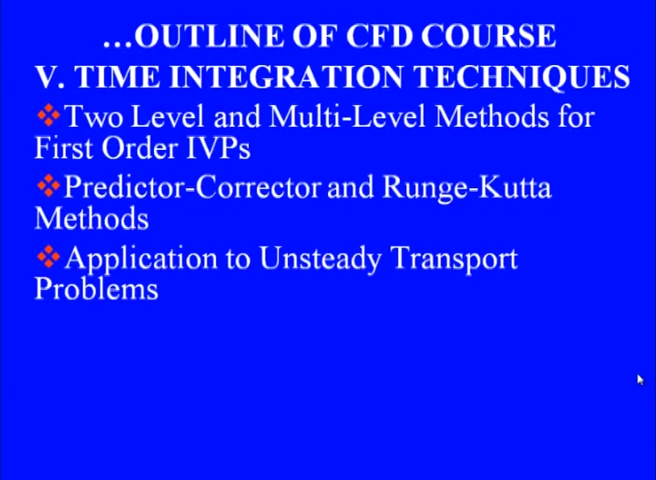 ...OUTLINE OF CFD COURSE
V. TIME INTEGRATION TECHNIQUES
❖Two Level and Multi-Level Methods for
First Order IVPs
❖Predictor-Corrector and Runge-Kutta
Methods
❖Application to Unsteady Transport
Problems